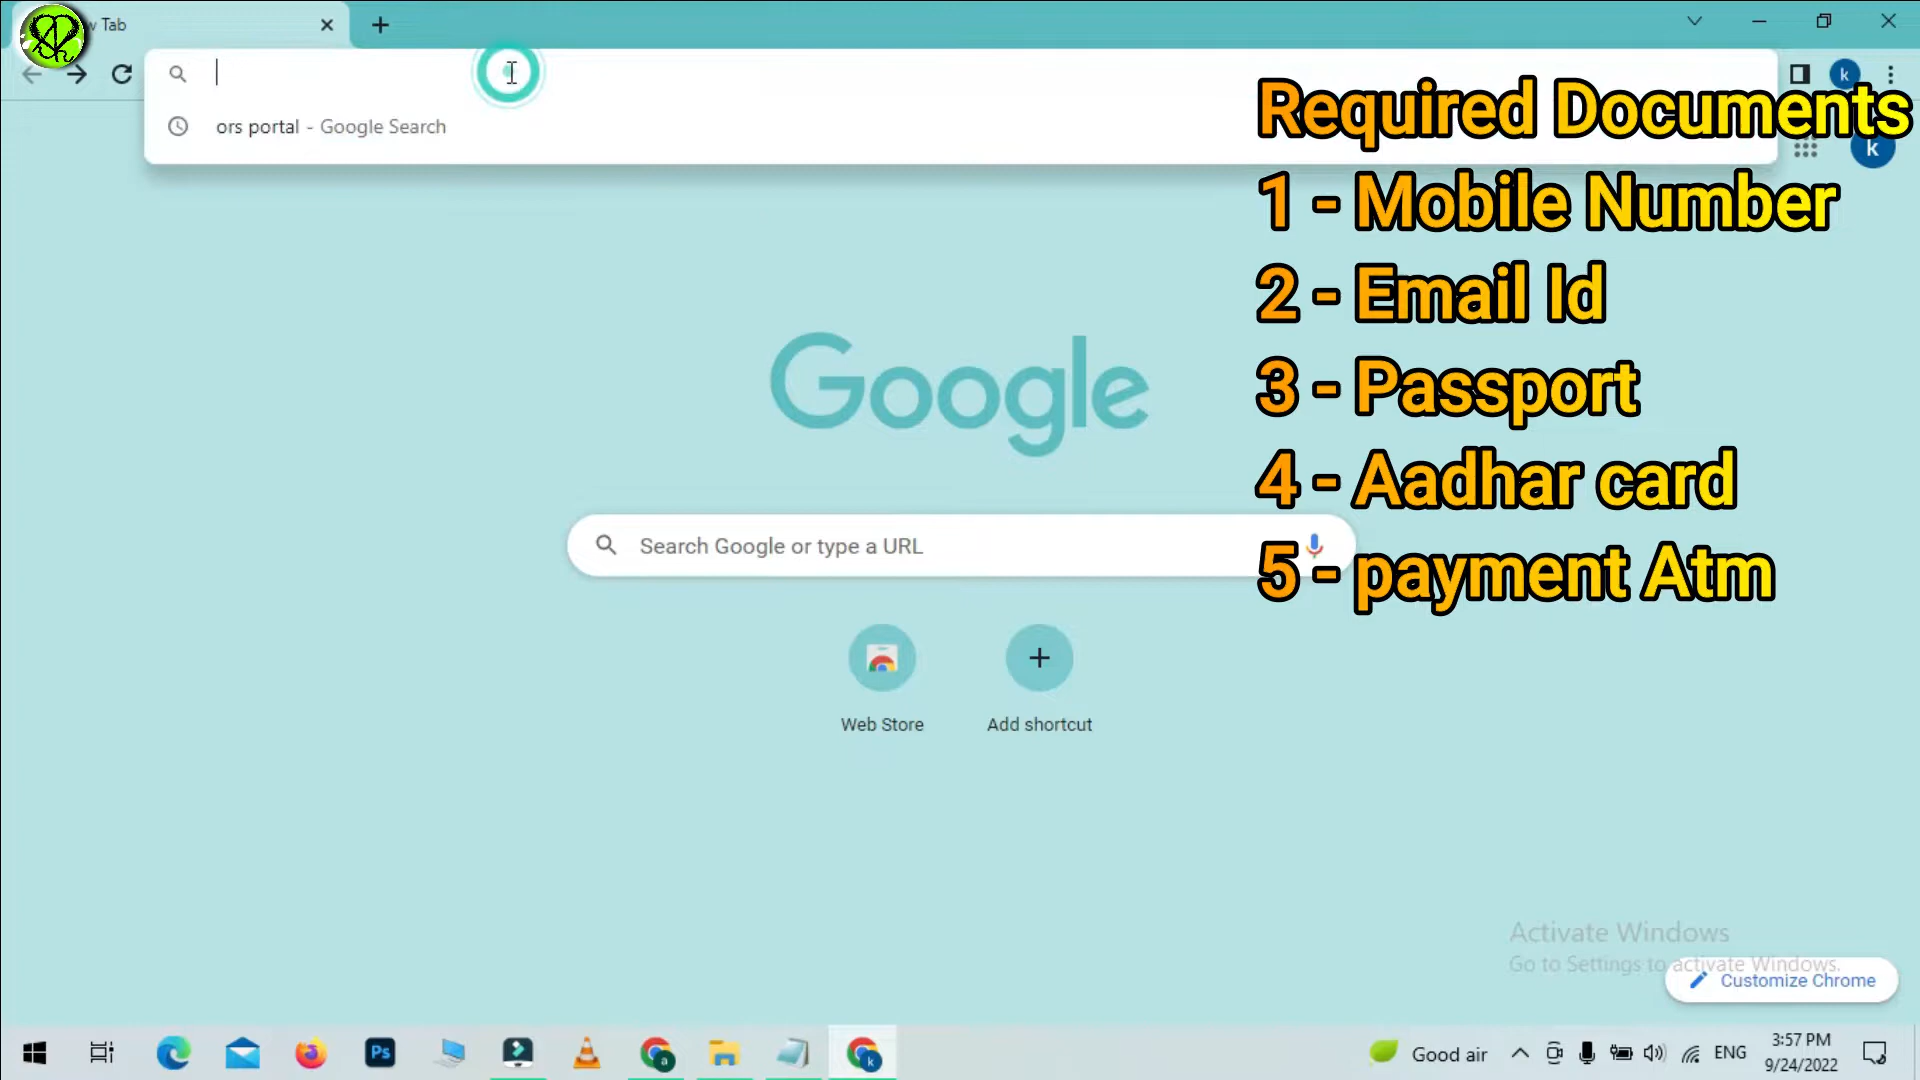 w Tab
ors portal - Google Search
k
k
Required Documents
1 - Mobile Number
2 - Email Id
3 - Passport
4 - Aadhar card
5 - payment Atm
Google
Search Google or type a URL
Web Store
Add shortcut
Activate Windows
Go to Settings to activate Windows.
Customize Chrome
Ps
a
k
Good air
ENG
3:57 PM
9/24/2022